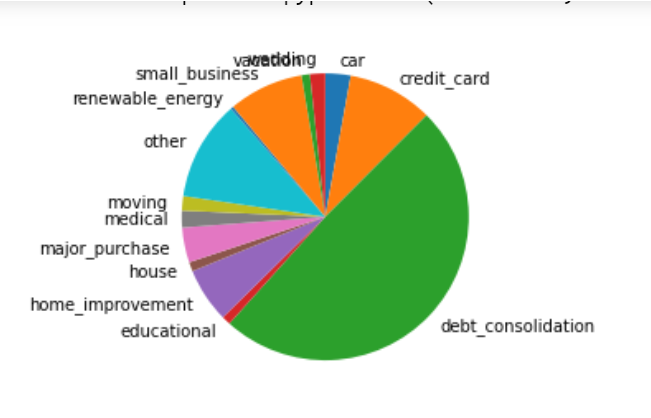 wedding
car
vacation
small_business
credit_card
renewable_energy
other
moving
medical
major_purchase
house
home_improvement
educational
debt_consolidation